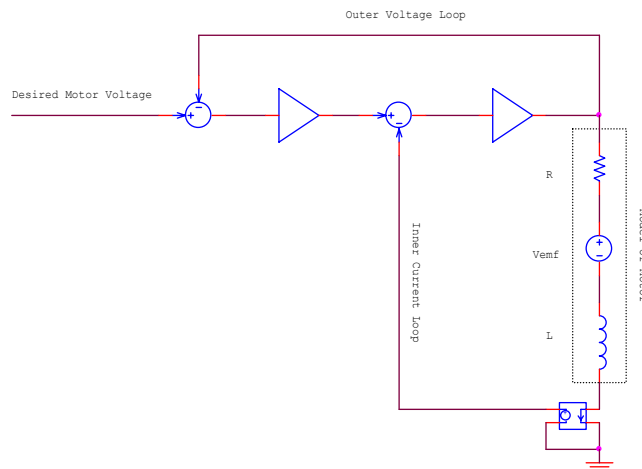 Outer Voltage Loop
Desired Motor Voltage
R
Inner Current Loop
Vemf
L